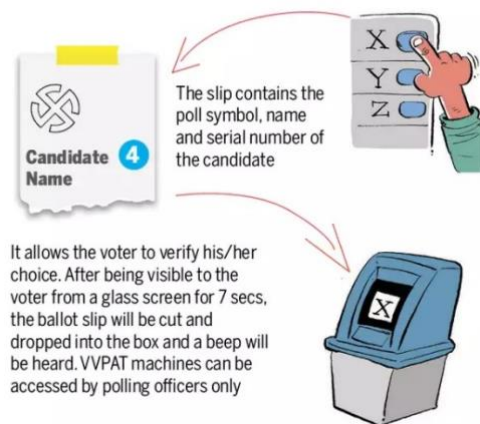 X
Y
Z
The slip contains the
poll symbol, name
and serial number of
the candidate
Candidate 4
Name
It allows the voter to verify his/her
choice. After being visible to the
voter from a glass screen for 7 secs,
the ballot slip will be cut and
dropped into the box and a beep will
be heard. VVPAT machines can be
accessed by polling officers only
X